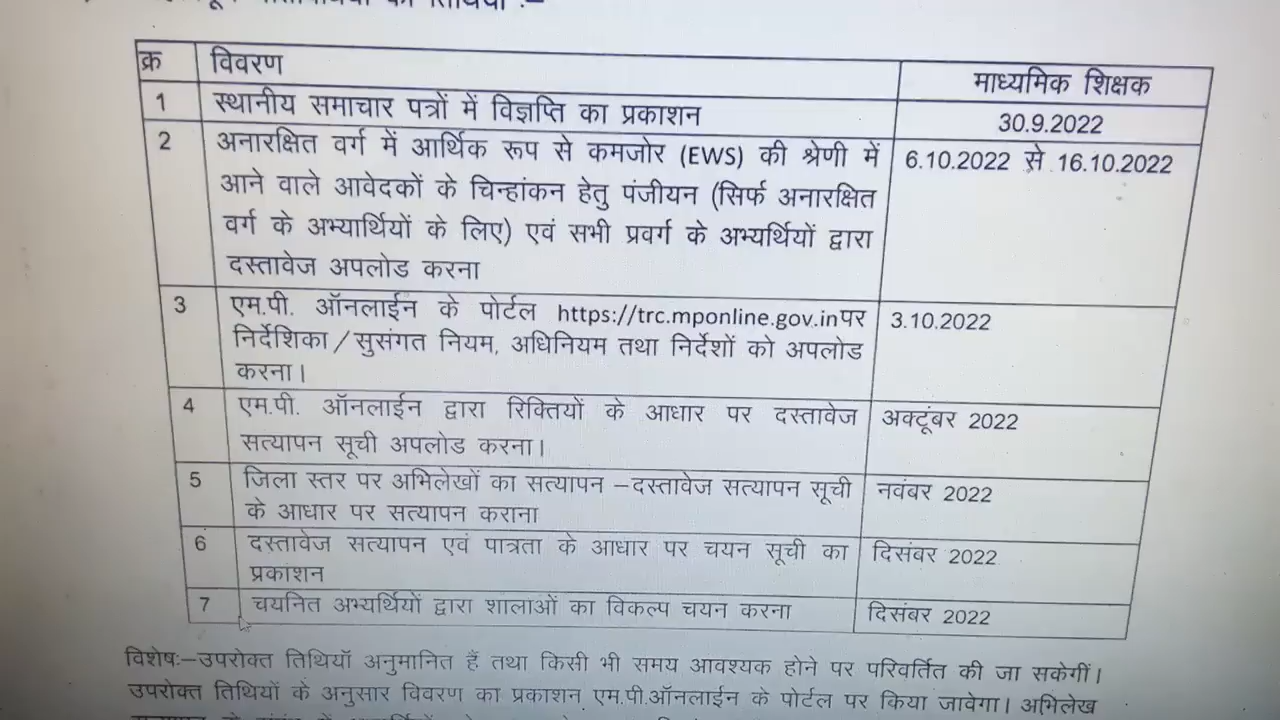 की तिथियाँ :–
क्र विवरण माध्यमिक शिक्षक
1 स्थानीय समाचार पत्रों में विज्ञप्ति का प्रकाशन 30.9.2022
2 अनारक्षित वर्ग में आर्थिक रूप से कमजोर (EWS) की श्रेणी में 6.10.2022 से 16.10.2022
आने वाले आवेदकों के चिन्हांकन हेतु पंजीयन (सिर्फ अनारक्षित
वर्ग के अभ्यार्थियों के लिए) एवं सभी प्रवर्ग के अभ्यर्थियों द्वारा
दस्तावेज अपलोड करना
3 एम.पी. ऑनलाईन के पोर्टल https://trc.mponline.gov.inपर 3.10.2022
निर्देशिका/सुसंगत नियम, अधिनियम तथा निर्देशों को अपलोड
करना।
4 एम.पी. ऑनलाईन द्वारा रिक्तियों के आधार पर दस्तावेज अक्टूंबर 2022
सत्यापन सूची अपलोड करना।
5 जिला स्तर पर अभिलेखों का सत्यापन –दस्तावेज सत्यापन सूची नवंबर 2022
के आधार पर सत्यापन कराना
6 दस्तावेज सत्यापन एवं पात्रता के आधार पर चयन सूची का दिसंबर 2022
प्रकाशन
7 चयनित अभ्यर्थियों द्वारा शालाओं का विकल्प चयन करना दिसंबर 2022
विशेषः–उपरोक्त तिथियॉ अनुमानित हैं तथा किसी भी समय आवश्यक होने पर परिवर्तित की जा सकेगीं।
उपरोक्त तिथियों के अनुसार विवरण का प्रकाशन एम.पी.ऑनलाईन के पोर्टल पर किया जावेगा। अभिलेख